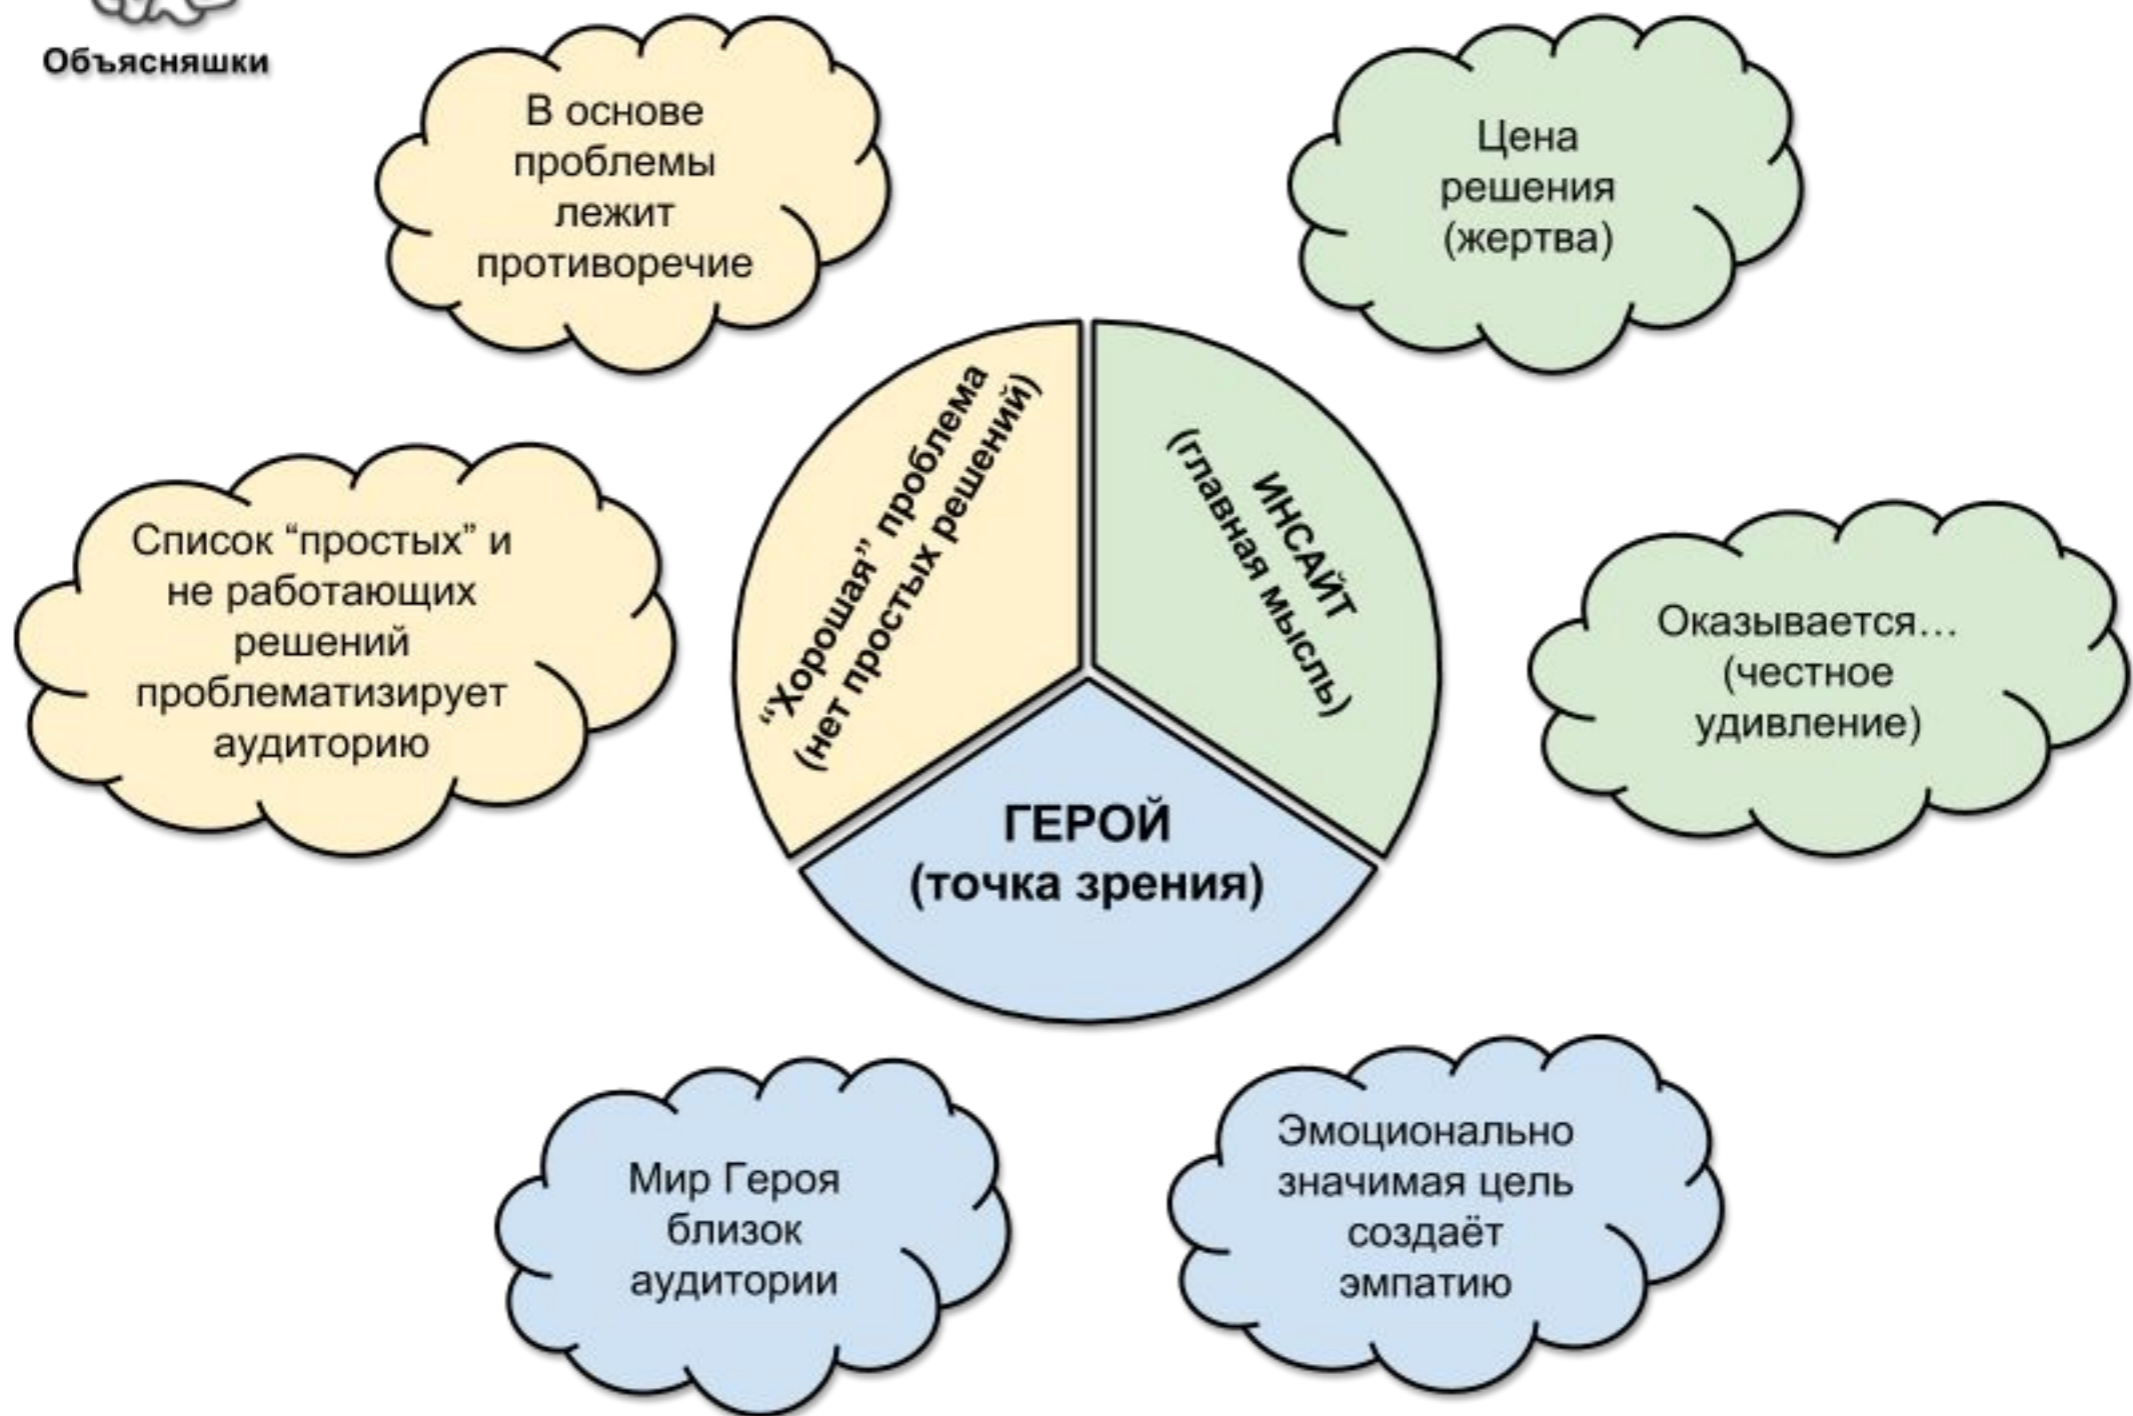 Объясняшки
В основе
проблемы
лежит
противоречие
Цена
решения
(жертва)
Список “простых” и
не работающих
решений
проблематизирует
аудиторию
“Хорошая” проблема
(нет простых решений)
ИНСАЙТ
(главная мысль)
Оказывается…
(честное
удивление)
ГЕРОЙ
(точка зрения)
Мир Героя
близок
аудитории
Эмоционально
значимая цель
создаёт
эмпатию